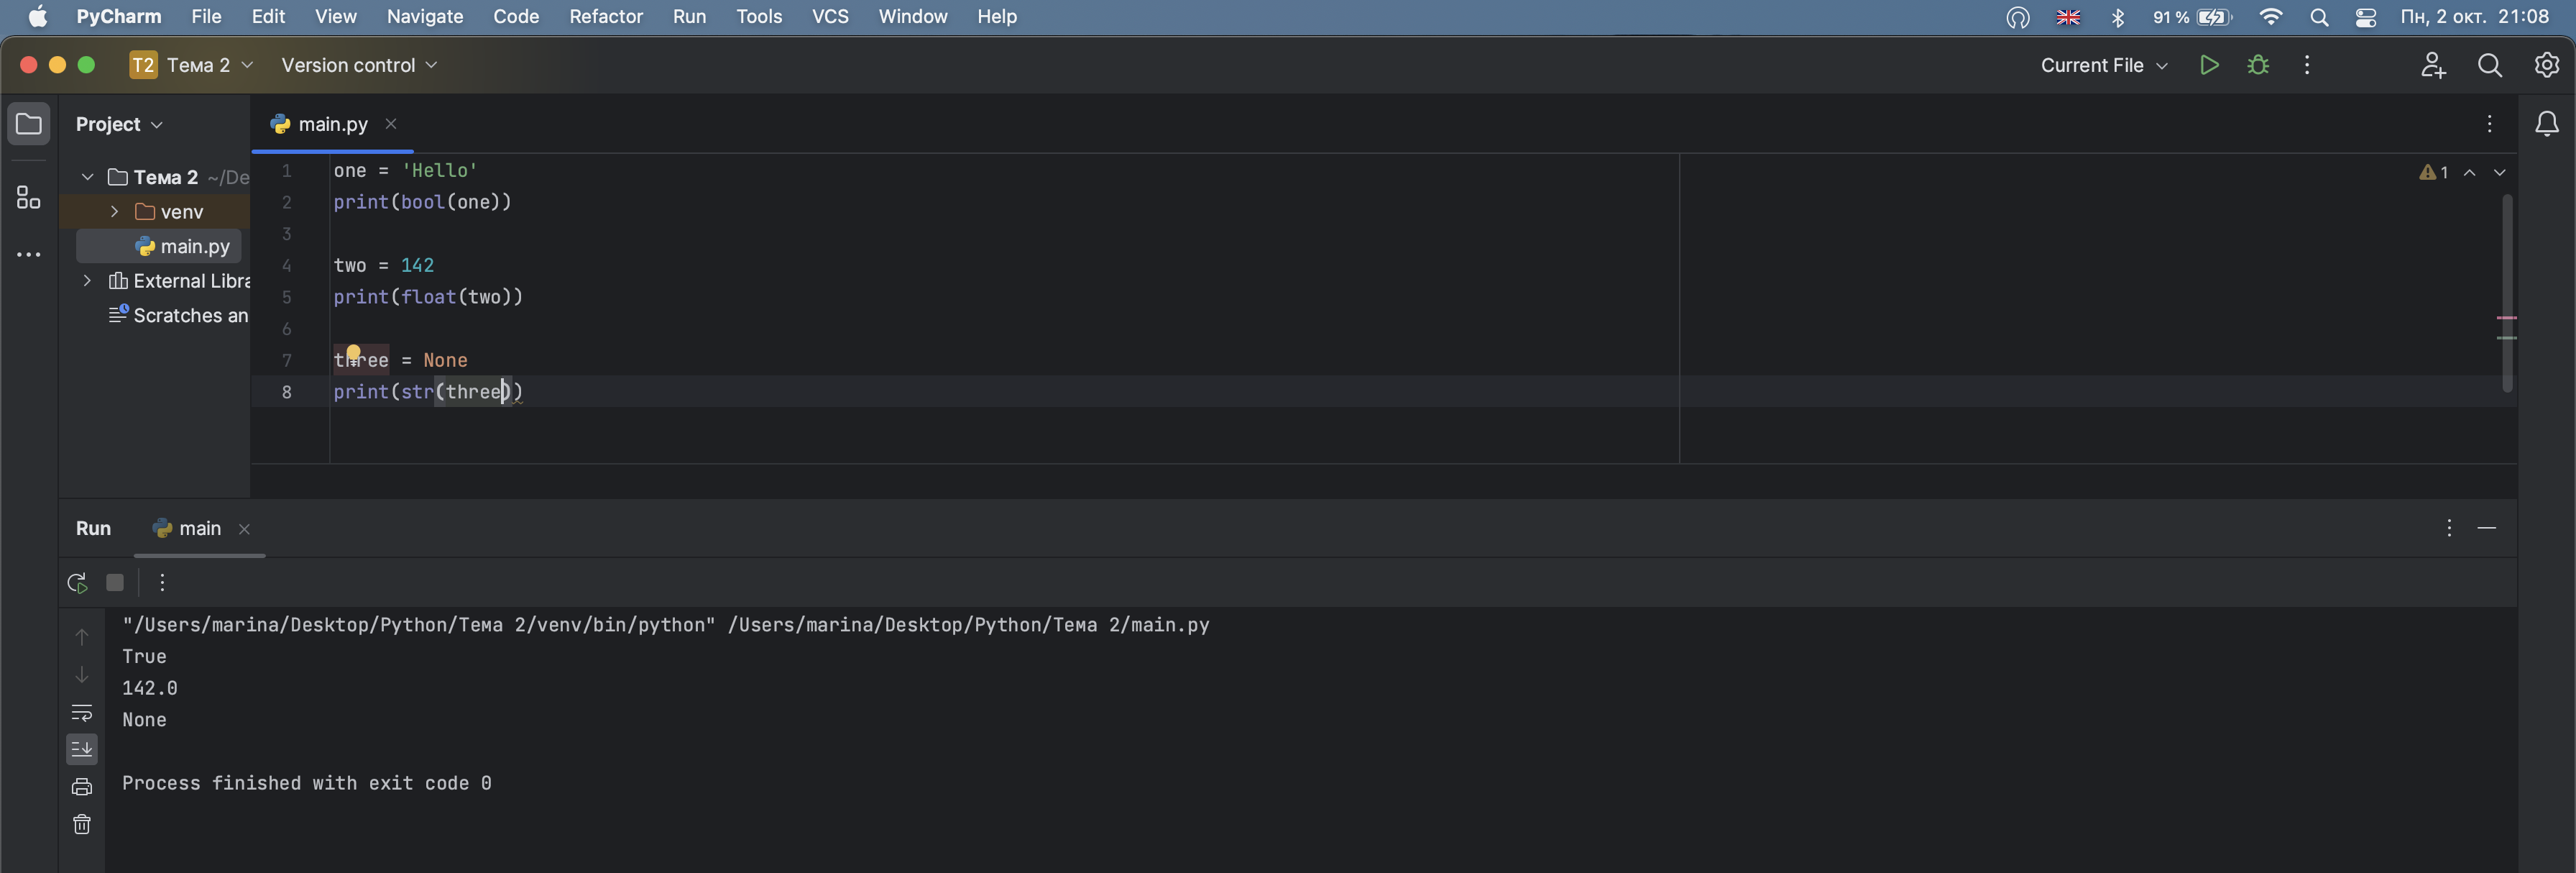 PyCharm File Edit View Navigate Code Refactor Run Tools VCS Window Help 91 % Пн, 2 окт. 21:08
T2 Тема 2 Version control Current File
Project main.py
Тема 2 ~/De
venv
main.py
External Libra
Scratches an
1 one = 'Hello'
2 print(bool(one))
3
4 two = 142
5 print(float(two))
6
7 three = None
8 print(str(three))
1
Run main
"/Users/marina/Desktop/Python/Тема 2/venv/bin/python" /Users/marina/Desktop/Python/Тема 2/main.py
True
142.0
None
Process finished with exit code 0